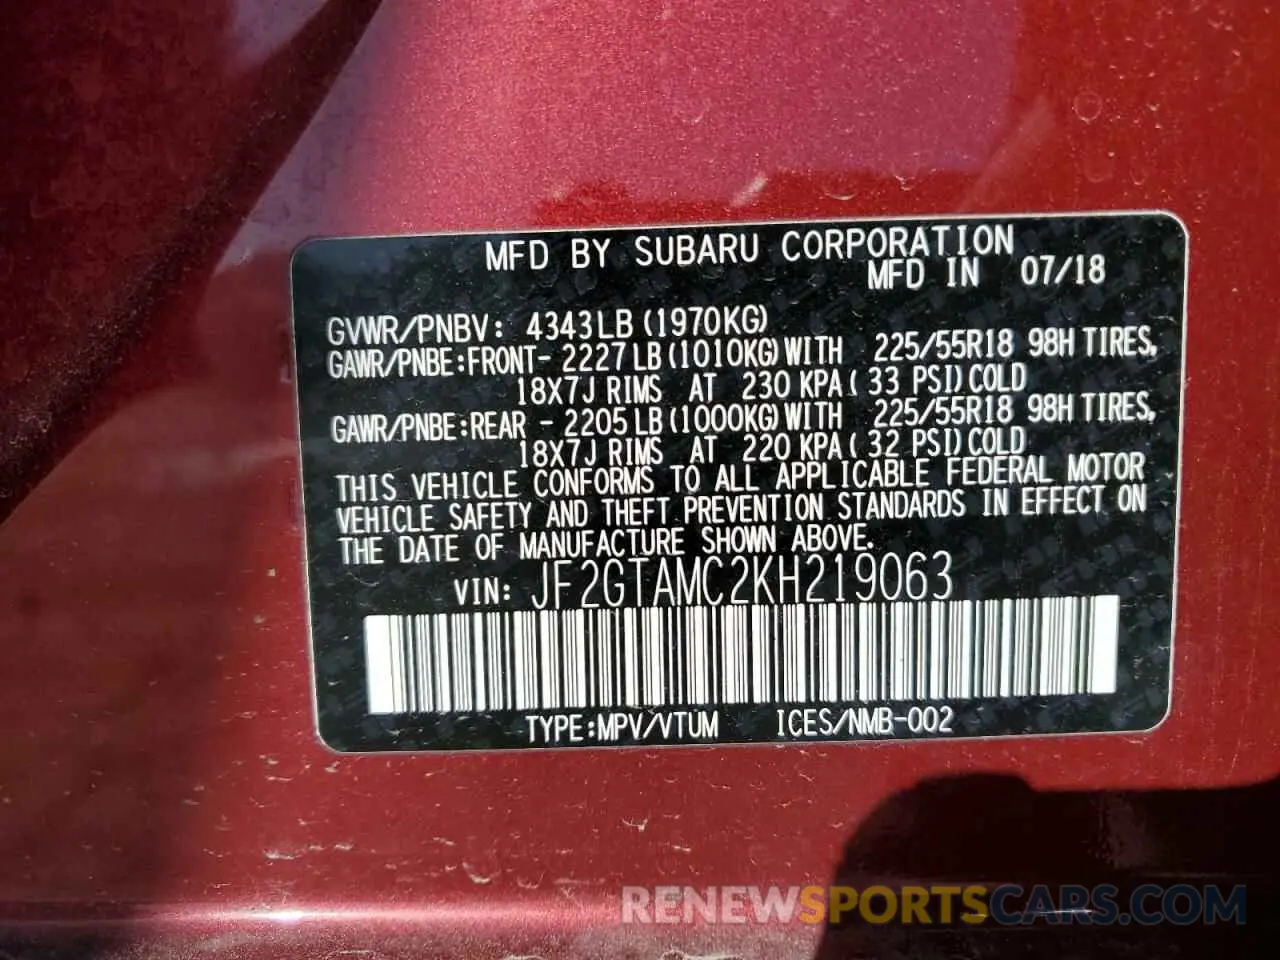 MFD BY SUBARU CORPORATION
MFD IN 07/18
GVWR/PNBV: 4343LB(1970KG)
GAWR/PNBE:FRONT- 2227LB(1010KG)WITH 225/55R18 98H TIRES,
18X7J RIMS AT 230 KPA( 33 PSI)COLD
GAWR/PNBE:REAR - 2205LB(1000KG)WITH 225/55R18 98H TIRES,
18X7J RIMS AT 220 KPA( 32 PSI)COLD
THIS VEHICLE CONFORMS TO ALL APPLICABLE FEDERAL MOTOR
VEHICLE SAFETY AND THEFT PREVENTION STANDARDS IN EFFECT ON
THE DATE OF MANUFACTURE SHOWN ABOVE.
VIN: JF2GTAMC2KH219063
TYPE:MPV/VTUM ICES/NMB-002
RENEWSPORTSCARS.COM